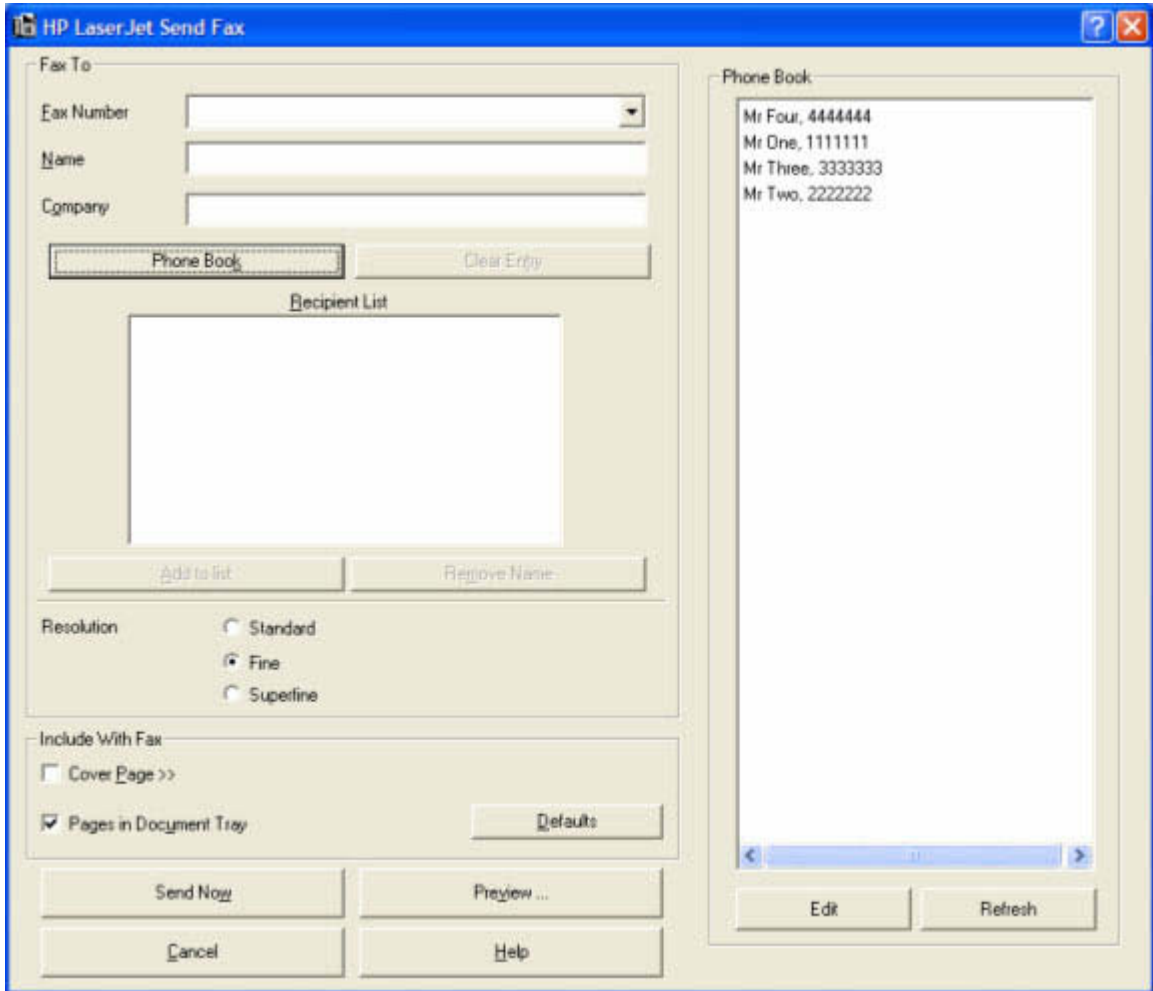 HP LaserJet Send Fax
Fax To
Fax Number
Name
Company
Phone Book
Clear Entry
Recipient List
Add to list
Remove Name
Resolution
Standard
Fine
Superfine
Include With Fax
Cover Page >>
Pages in Document Tray
Defaults
Send Now
Preview ...
Cancel
Help
Phone Book
Mr Four, 4444444
Mr One, 1111111
Mr Three, 3333333
Mr Two, 2222222
Edit
Refresh